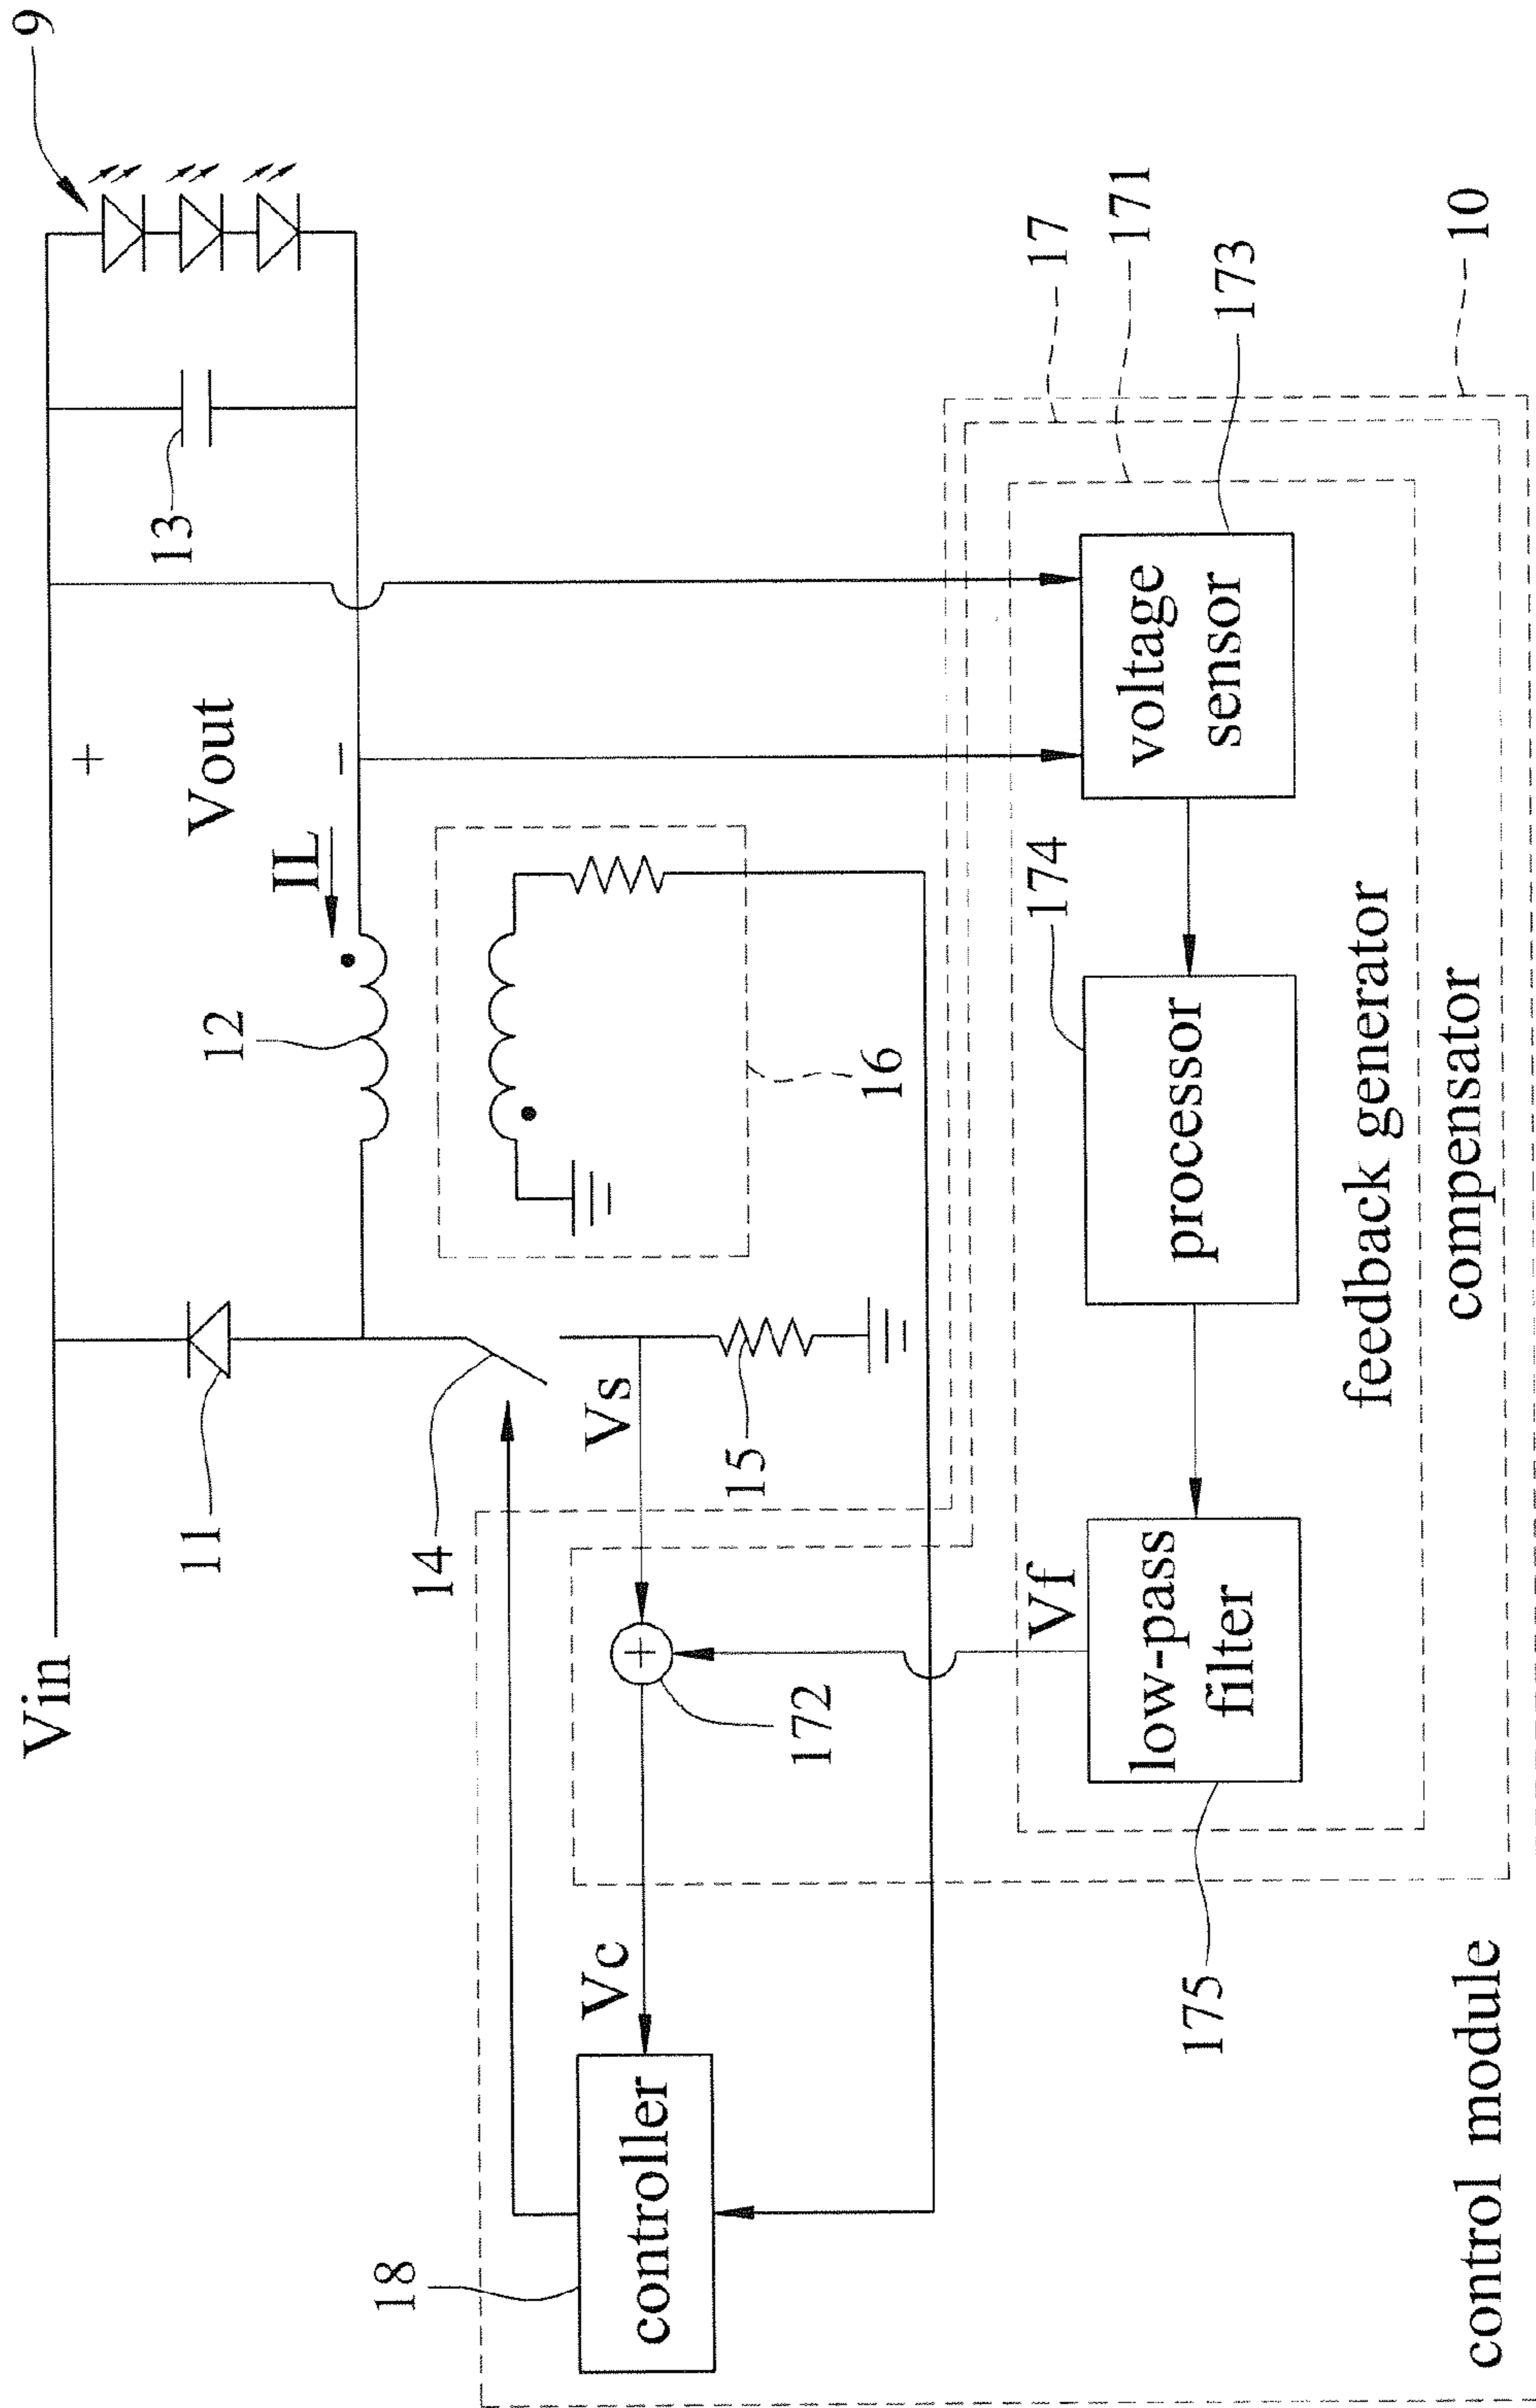 9
Vin
+
Vout
−
IL
11
12
13
14
Vs
15
16
18
controller
Vc
172
Vf
174
17
171
173
10
low-pass
filter
processor
voltage
sensor
175
feedback generator
compensator
control module